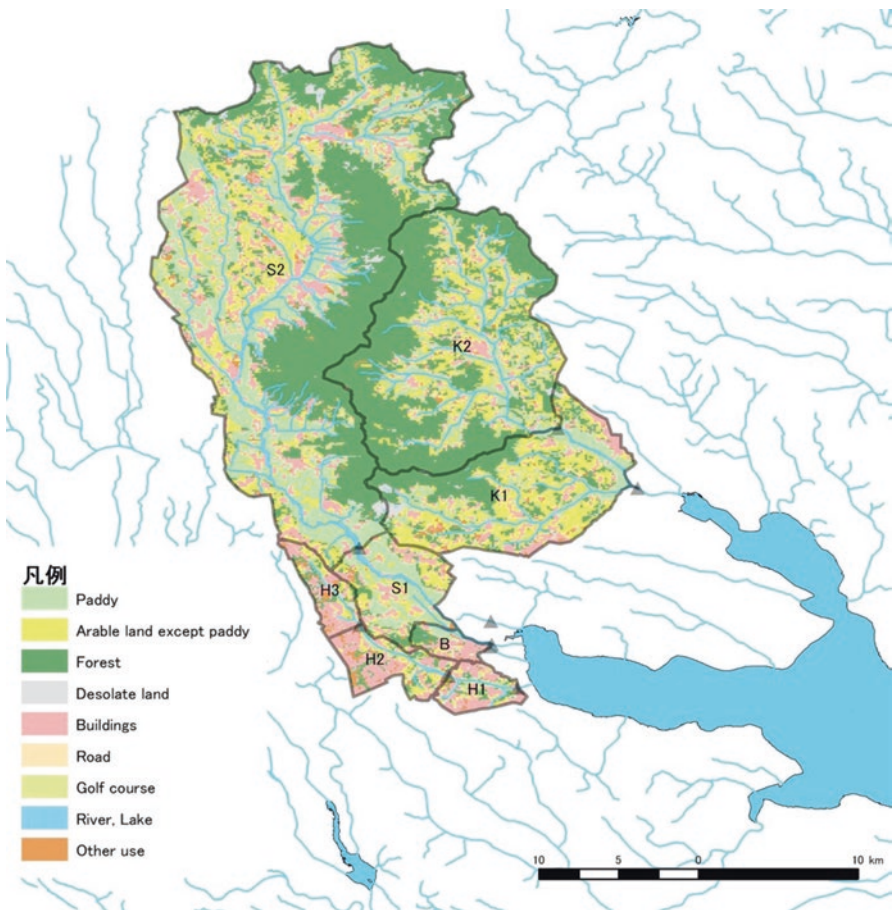 S2
K2
K1
S1
H3
B
H2
H1
凡例
Paddy
Arable land except paddy
Forest
Desolate land
Buildings
Road
Golf course
River, Lake
Other use
10 5 0 10 km